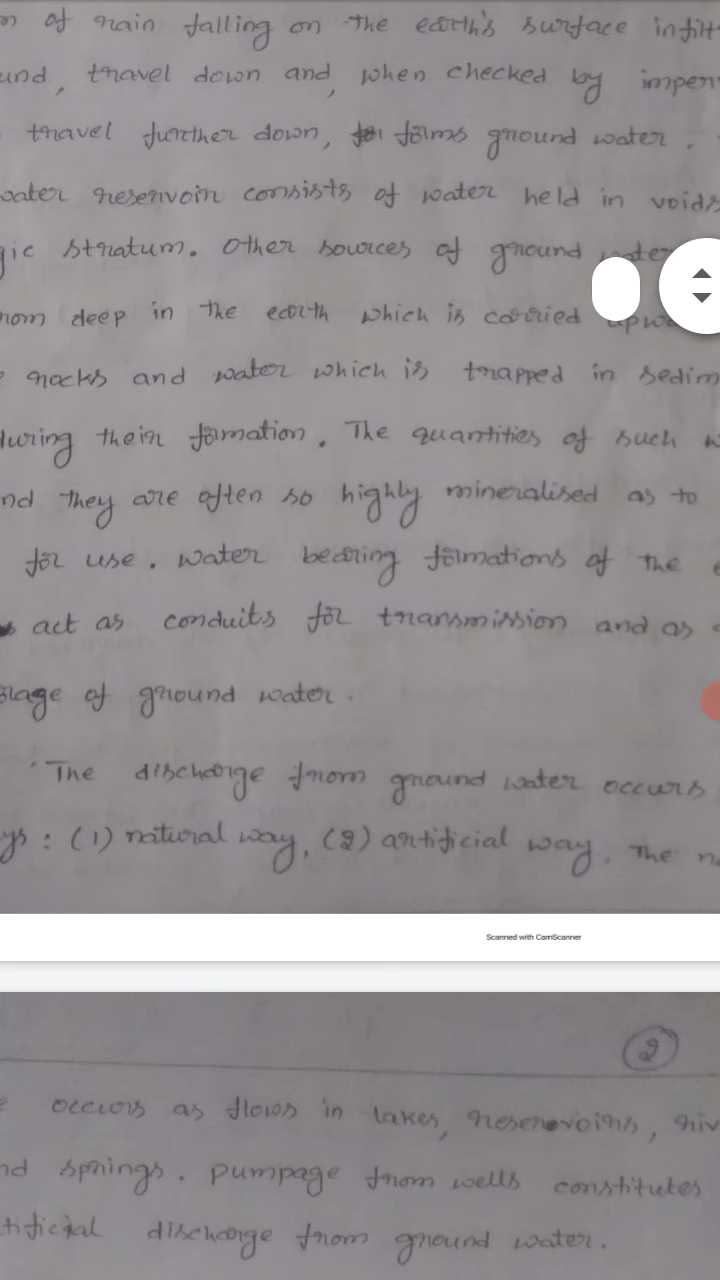 of rain falling on the earth's surface infilt
und, travel down and, when checked by imper
travel further down, forms ground water.
water reservoir consists of water held in voids
gic stratum. Other sources of ground water
rom deep in the earth which is carried upwa
rocks and water which is trapped in sedim
during their formation. The quantities of such w
nd they are often so highly mineralised as to
for use. Water bearing formations of the e
act as conduits for transmission and as
orage of ground water.
The discharge from ground water occurs
ys: (1) natural way, (2) artificial way. The na
Scanned with CamScanner
2
e occurs as flows in lakes, reservoirs, riv
nd springs. Pumpage from wells constitutes
tificial discharge from ground water.